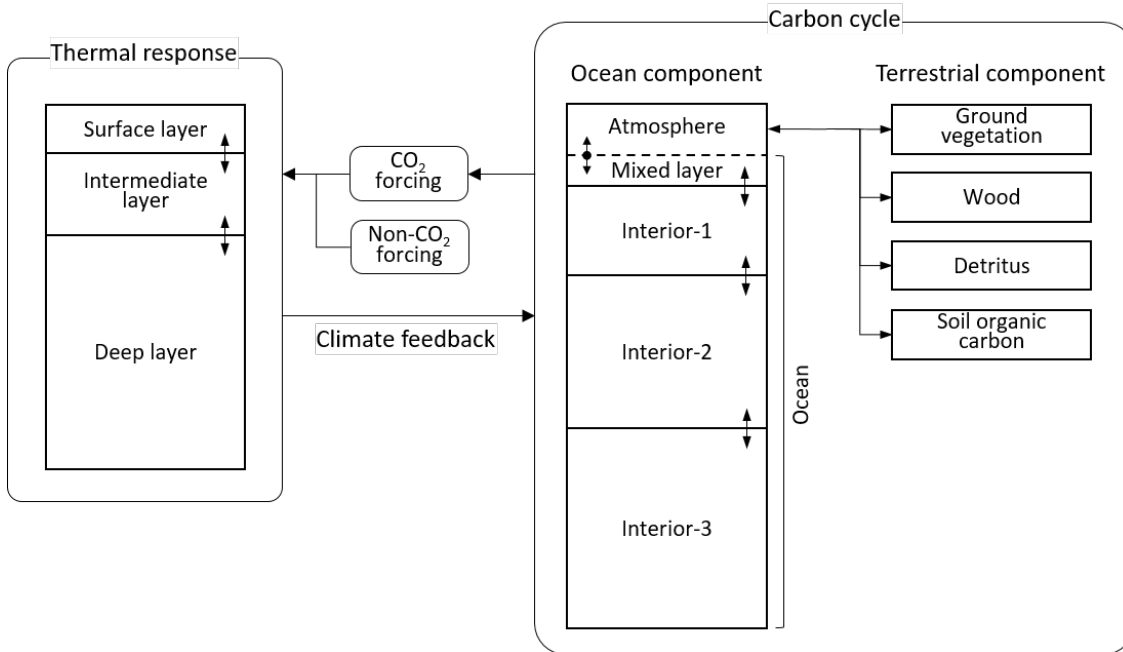 Thermal response
Surface layer
Intermediate
layer
Deep layer
CO₂
forcing
Non-CO₂
forcing
Climate feedback
Carbon cycle
Ocean component
Atmosphere
Mixed layer
Interior-1
Interior-2
Interior-3
Ocean
Terrestrial component
Ground
vegetation
Wood
Detritus
Soil organic
carbon